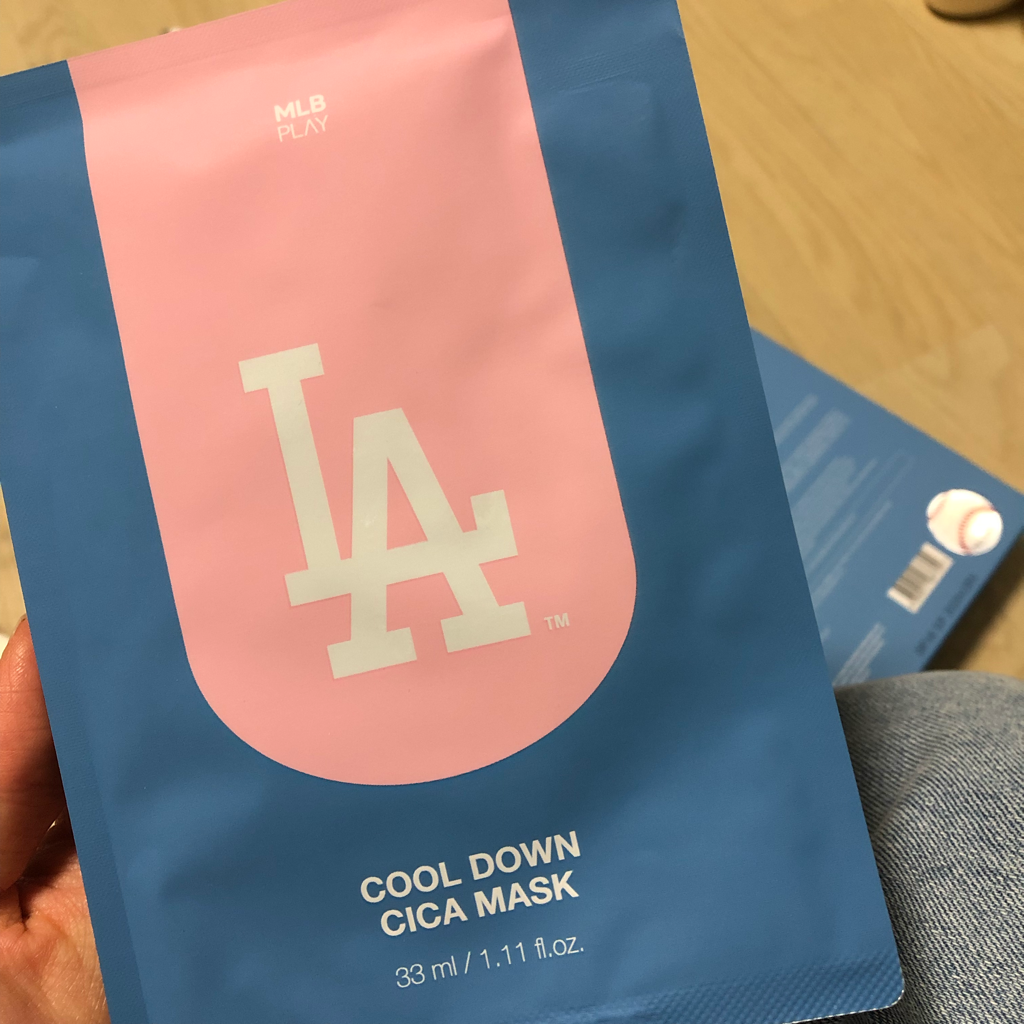 MLB
PLAY
LA
TM
COOL DOWN
CICA MASK
33 ml / 1.11 fl.oz.